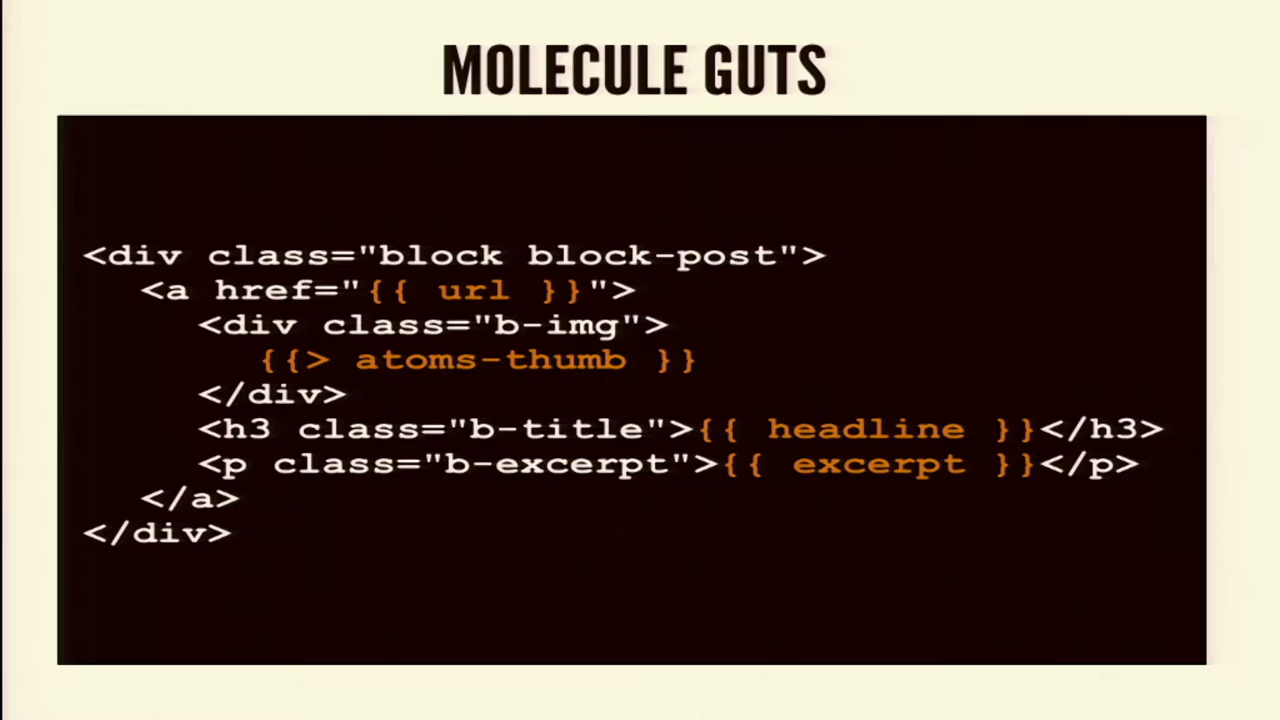 MOLECULE GUTS
<div class="block block-post">
<a href="{{ url }}">
<div class="b-img">
{{> atoms-thumb }}
</div>
<h3 class="b-title">{{ headline }}</h3>
<p class="b-excerpt">{{ excerpt }}</p>
</a>
</div>